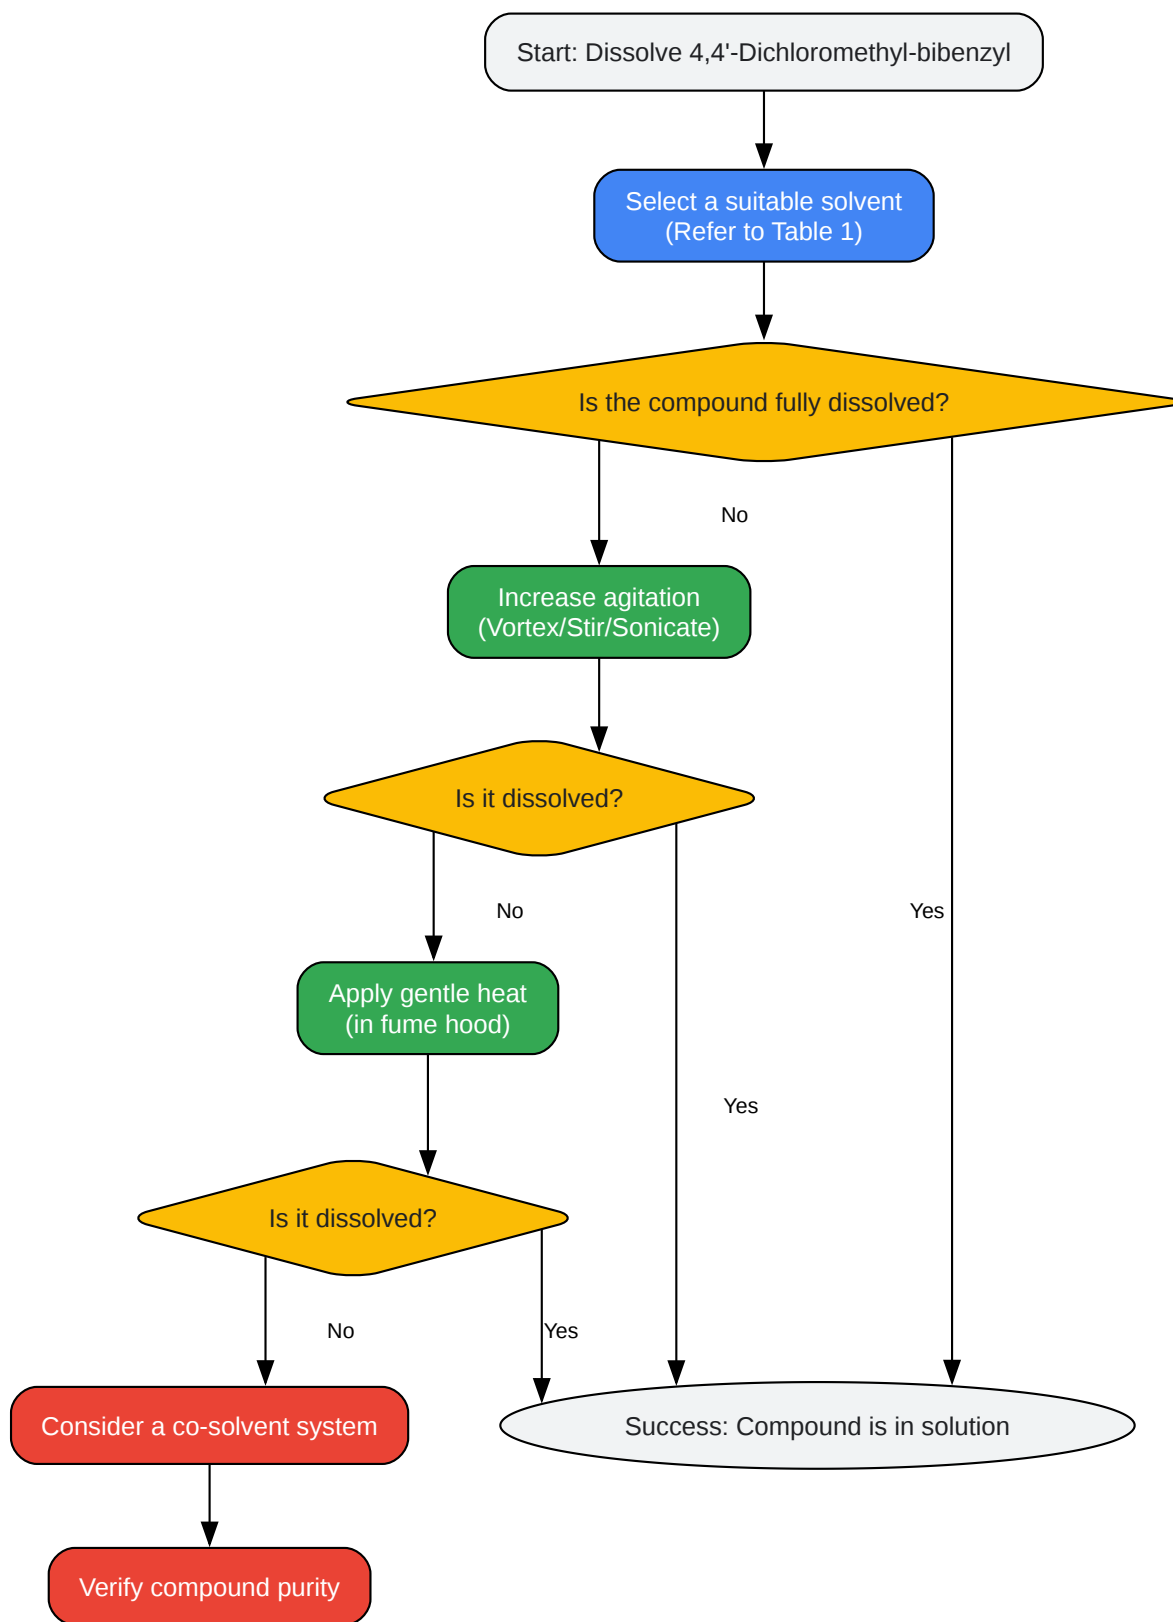 Start: Dissolve 4,4'-Dichloromethyl-bibenzyl
Select a suitable solvent
(Refer to Table 1)
Is the compound fully dissolved?
No
Increase agitation
(Vortex/Stir/Sonicate)
Is it dissolved?
No
Yes
Apply gentle heat
(in fume hood)
Yes
Is it dissolved?
No
Yes
Consider a co-solvent system
Success: Compound is in solution
Verify compound purity